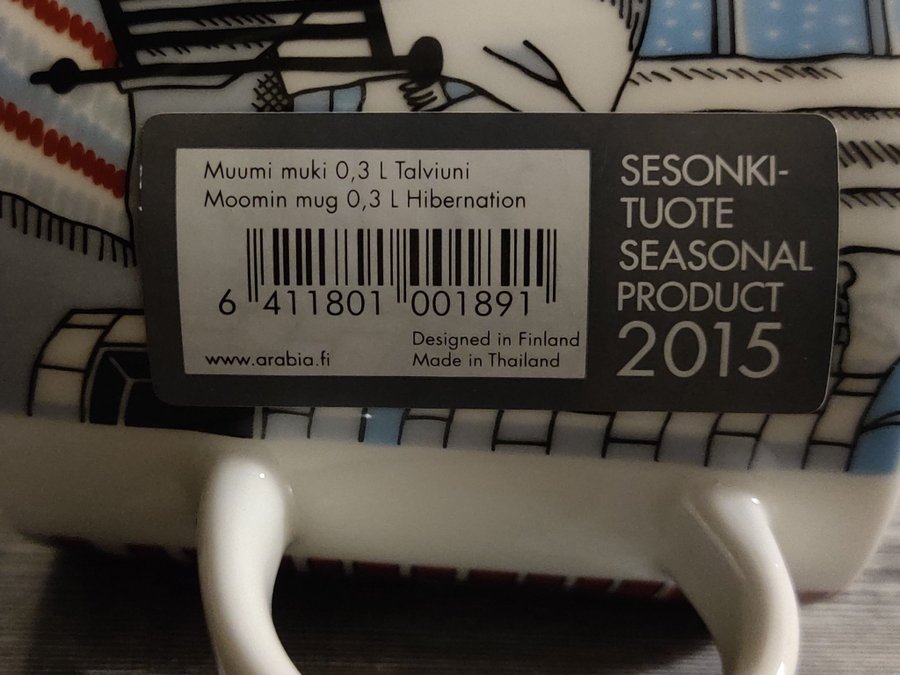 Muumi muki 0,3 L Talviuni
Moomin mug 0,3 L Hibernation
6 411801 001891
Designed in Finland
www.arabia.fi Made in Thailand
SESONKI-
TUOTE
SEASONAL
PRODUCT
2015